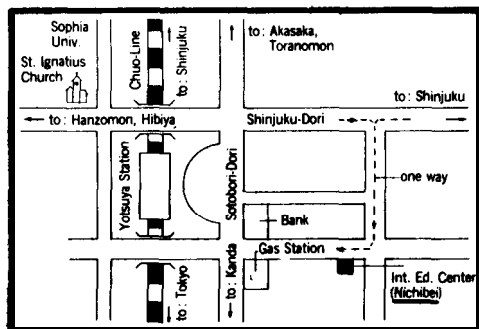 Sophia
Univ.
St. Ignatius
Church
Chuo-Line
to: Shinjuku
to: Akasaka,
Toranomon
to: Shinjuku
to: Hanzomon, Hibiya
Shinjuku-Dori
Yotsuya Station
Sotobori-Dori
one way
Bank
Gas Station
to: Tokyo
to: Kanda
Int. Ed. Center
(Nichibei)